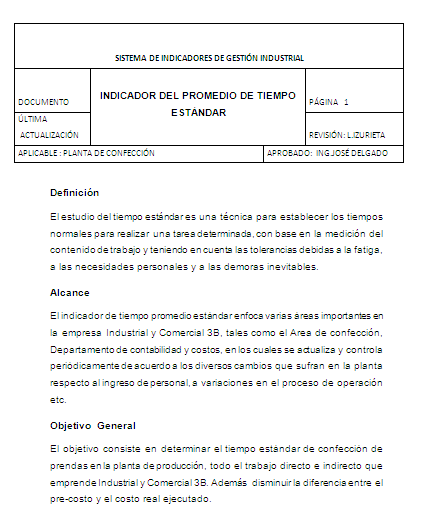 SISTEMA DE INDICADORES DE GESTIÓN INDUSTRIAL
DOCUMENTO
INDICADOR DEL PROMEDIO DE TIEMPO
ESTÁNDAR
PÁGINA 1
ÚLTIMA
ACTUALIZACIÓN
REVISIÓN: L.IZURIETA
APLICABLE : PLANTA DE CONFECCIÓN
APROBADO: ING.JOSÉ DELGADO
Definición
El estudio del tiempo estándar es una técnica para establecer los tiempos
normales para realizar una tarea determinada, con base en la medición del
contenido de trabajo y teniendo en cuenta las tolerancias debidas a la fatiga,
a las necesidades personales y a las demoras inevitables.
Alcance
El indicador de tiempo promedio estándar enfoca varias áreas importantes en
la empresa Industrial y Comercial 3B, tales como el Area de confección,
Departamento de contabilidad y costos, en los cuales se actualiza y controla
periódicamente de acuerdo a los diversos cambios que sufran en la planta
respecto al ingreso de personal, a variaciones en el proceso de operación
etc.
Objetivo General
El objetivo consiste en determinar el tiempo estándar de confección de
prendas en la planta de producción, todo el trabajo directo e indirecto que
emprende Industrial y Comercial 3B. Además disminuir la diferencia entre el
pre-costo y el costo real ejecutado.